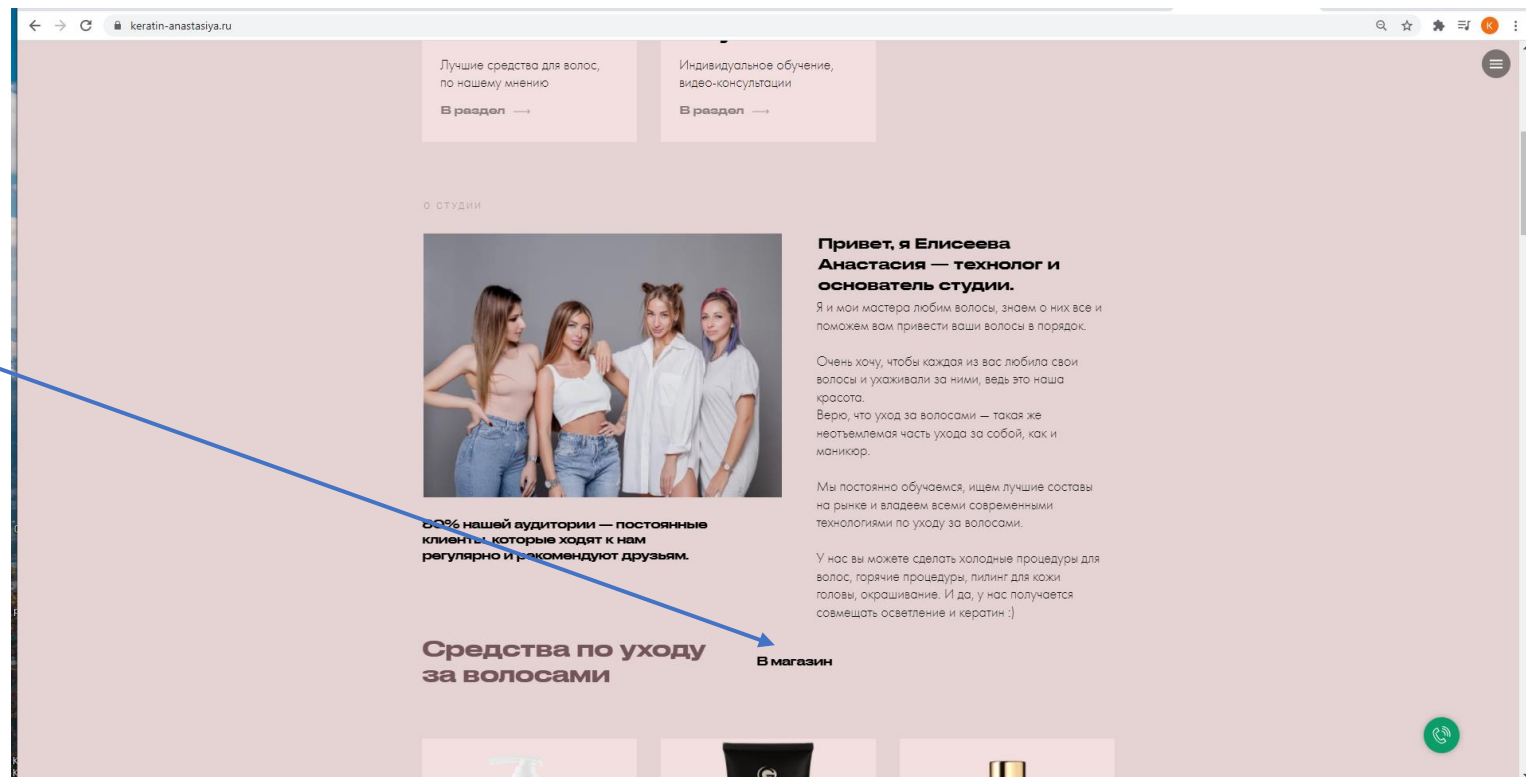 keratin-anastasiya.ru
K
Лучшие средства для волос,
по нашему мнению
В раздел →
Индивидуальное обучение,
видео-консультации
В раздел →
О СТУДИИ
Привет, я Елисеева
Анастасия — технолог и
основатель студии.
Я и мои мастера любим волосы, знаем о них все и
поможем вам привести ваши волосы в порядок.
Очень хочу, чтобы каждая из вас любила свои
волосы и ухаживали за ними, ведь это наша
красота.
Верю, что уход за волосами — такая же
неотъемлемая часть ухода за собой, как и
маникюр.
Мы постоянно обучаемся, ищем лучшие составы
на рынке и владеем всеми современными
технологиями по уходу за волосами.
У нас вы можете сделать холодные процедуры для
волос, горячие процедуры, пилинг для кожи
головы, окрашивание. И да, у нас получается
совмещать осветление и кератин :)
80% нашей аудитории — постоянные
клиенты, которые ходят к нам
регулярно и рекомендуют друзьям.
Средства по уходу
за волосами
В магазин